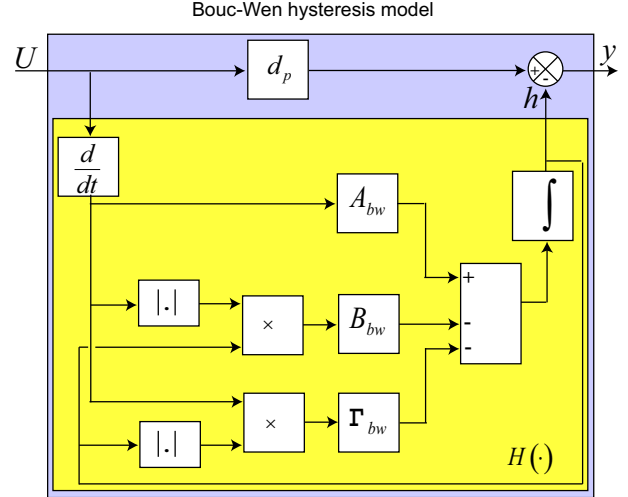 Bouc-Wen hysteresis model
U
d_p
+
-
y
h
d/dt
A_bw
∫
+
|.|
×
B_bw
-
-
|.|
×
Γ_bw
H(·)